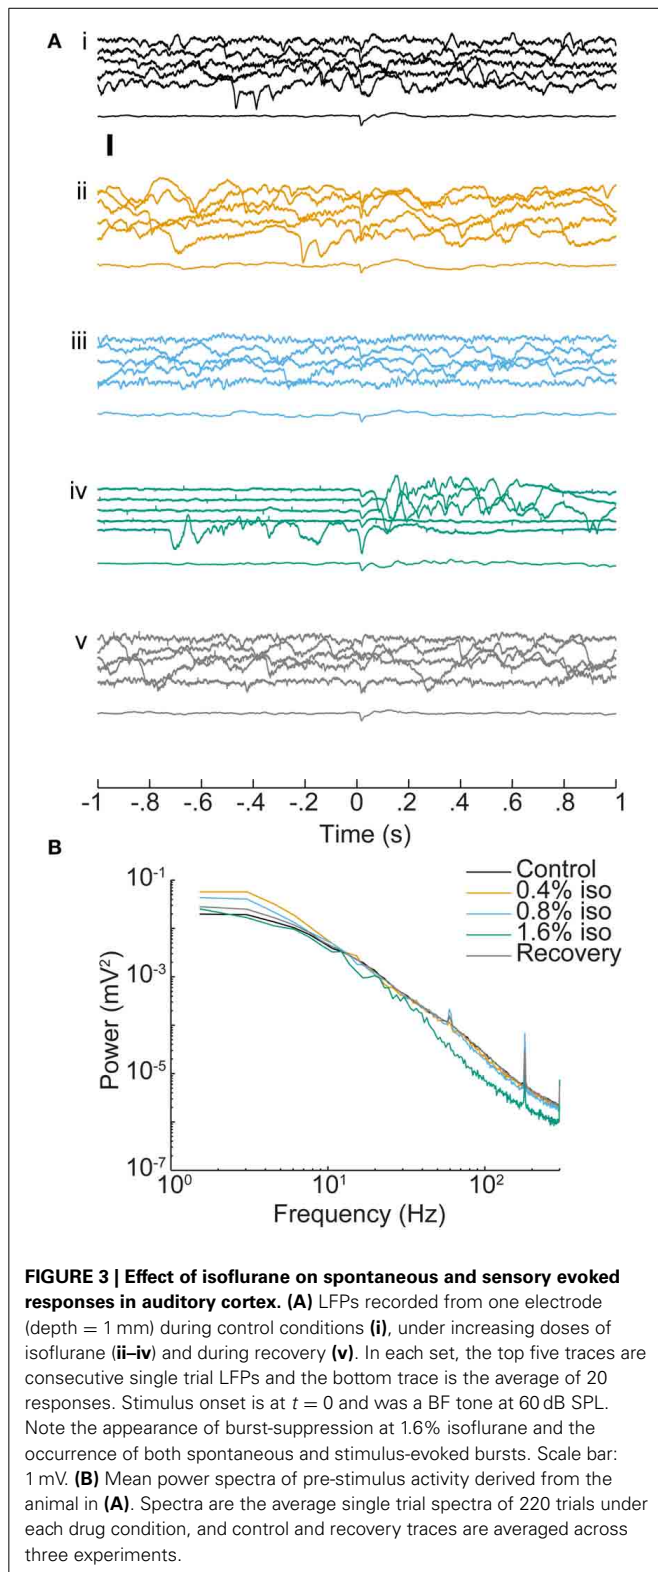 A
i
ii
iii
iv
v
-1 -.8 -.6 -.4 -.2 0 .2 .4 .6 .8 1
Time (s)
B
10-1
10-3
10-5
10-7
Power (mV2)
Control
0.4% iso
0.8% iso
1.6% iso
Recovery
100 101 102
Frequency (Hz)
FIGURE 3 | Effect of isoflurane on spontaneous and sensory evoked
responses in auditory cortex. (A) LFPs recorded from one electrode
(depth = 1 mm) during control conditions (i), under increasing doses of
isoflurane (ii–iv) and during recovery (v). In each set, the top five traces are
consecutive single trial LFPs and the bottom trace is the average of 20
responses. Stimulus onset is at t = 0 and was a BF tone at 60 dB SPL.
Note the appearance of burst-suppression at 1.6% isoflurane and the
occurrence of both spontaneous and stimulus-evoked bursts. Scale bar:
1 mV. (B) Mean power spectra of pre-stimulus activity derived from the
animal in (A). Spectra are the average single trial spectra of 220 trials under
each drug condition, and control and recovery traces are averaged across
three experiments.